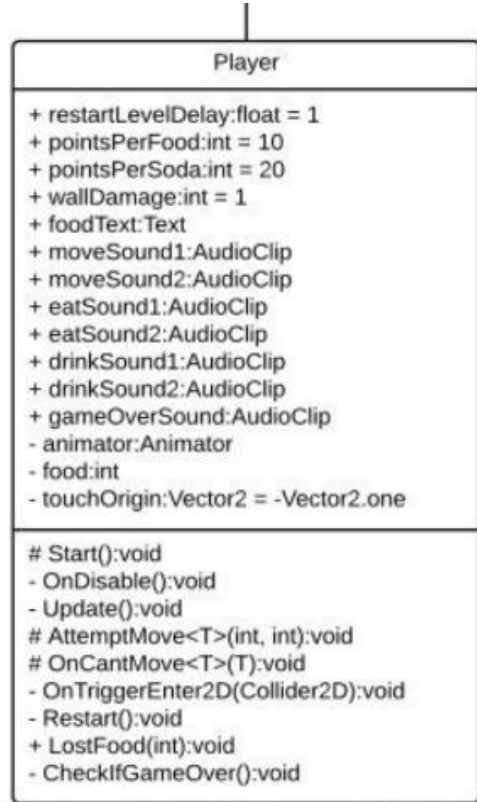 Player
+ restartLevelDelay:float = 1
+ pointsPerFood:int = 10
+ pointsPerSoda:int = 20
+ wallDamage:int = 1
+ foodText:Text
+ moveSound1:AudioClip
+ moveSound2:AudioClip
+ eatSound1:AudioClip
+ eatSound2:AudioClip
+ drinkSound1:AudioClip
+ drinkSound2:AudioClip
+ gameOverSound:AudioClip
- animator:Animator
- food:int
- touchOrigin:Vector2 = -Vector2.one
# Start():void
- OnDisable():void
- Update():void
# AttemptMove<T>(int, int):void
# OnCantMove<T>(T):void
- OnTriggerEnter2D(Collider2D):void
- Restart():void
+ LostFood(int):void
- CheckIfGameOver():void